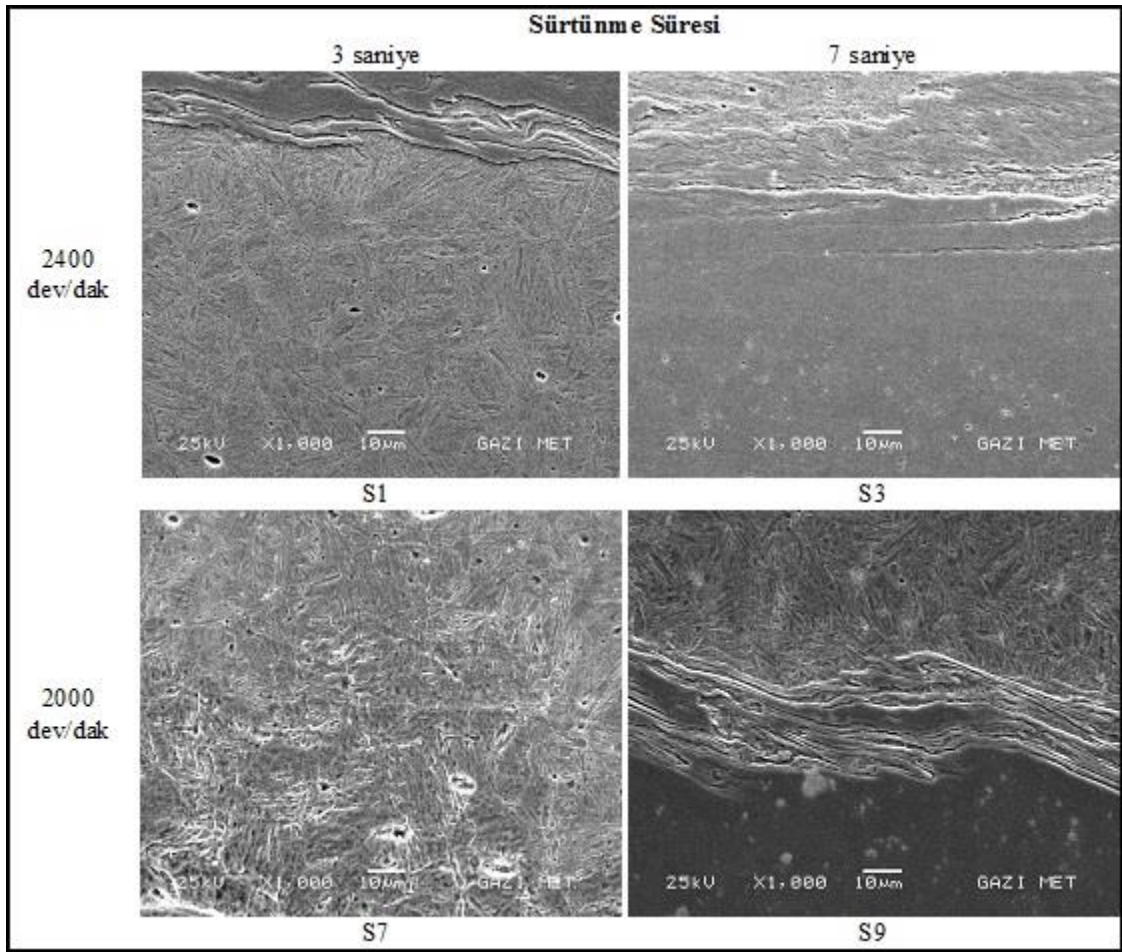 Sürtünme Süresi
3 saniye
7 saniye
2400
dev/dak
25kV X1,000 10µm GAZI MET
25kV X1,000 10µm GAZI MET
S1
S3
2000
dev/dak
25kV X1,000 10µm GAZI MET
25kV X1,000 10µm GAZI MET
S7
S9